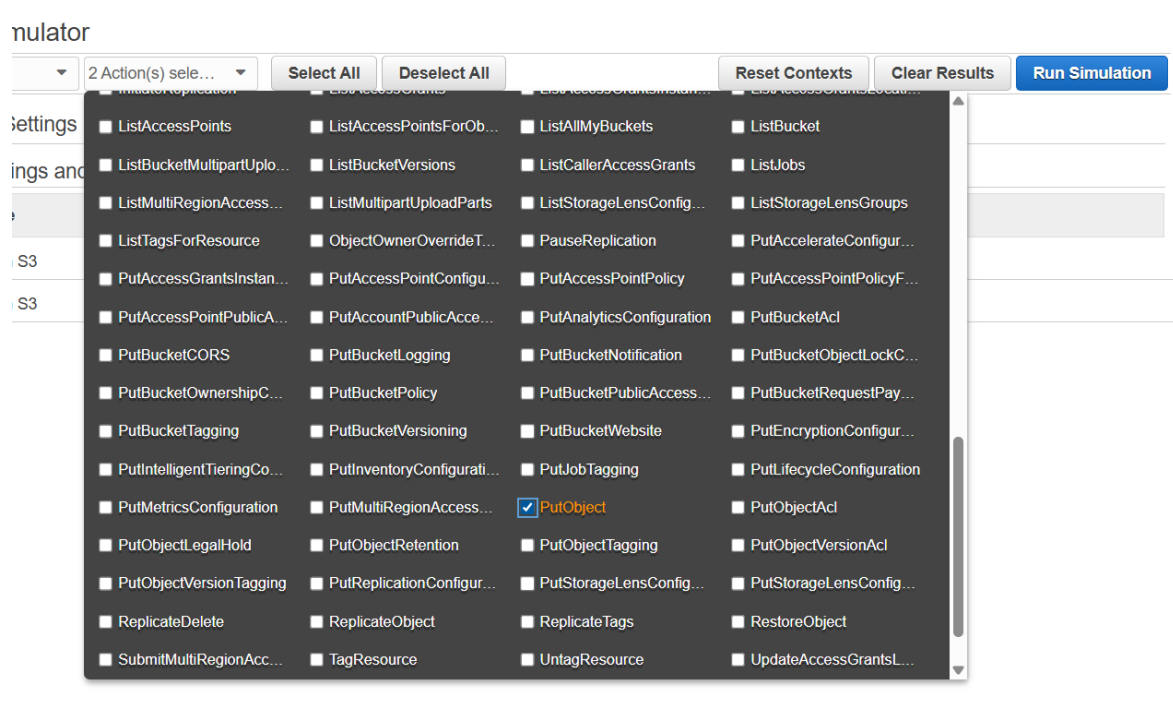 mulator
2 Action(s) sele... Select All Deselect All Reset Contexts Clear Results Run Simulation
Settings
ings and
e
S3
S3
InitiateReplication ListAccessGrants ListAccessGrantsInstan... ListAccessGrantsLocati...
ListAccessPoints ListAccessPointsForOb... ListAllMyBuckets ListBucket
ListBucketMultipartUplo... ListBucketVersions ListCallerAccessGrants ListJobs
ListMultiRegionAccess... ListMultipartUploadParts ListStorageLensConfig... ListStorageLensGroups
ListTagsForResource ObjectOwnerOverrideT... PauseReplication PutAccelerateConfigur...
PutAccessGrantsInstan... PutAccessPointConfigu... PutAccessPointPolicy PutAccessPointPolicyF...
PutAccessPointPublicA... PutAccountPublicAcce... PutAnalyticsConfiguration PutBucketAcl
PutBucketCORS PutBucketLogging PutBucketNotification PutBucketObjectLockC...
PutBucketOwnershipC... PutBucketPolicy PutBucketPublicAccess... PutBucketRequestPay...
PutBucketTagging PutBucketVersioning PutBucketWebsite PutEncryptionConfigur...
PutIntelligentTieringCo... PutInventoryConfigurati... PutJobTagging PutLifecycleConfiguration
PutMetricsConfiguration PutMultiRegionAccess... PutObject PutObjectAcl
PutObjectLegalHold PutObjectRetention PutObjectTagging PutObjectVersionAcl
PutObjectVersionTagging PutReplicationConfigur... PutStorageLensConfig... PutStorageLensConfig...
ReplicateDelete ReplicateObject ReplicateTags RestoreObject
SubmitMultiRegionAcc... TagResource UntagResource UpdateAccessGrantsL...